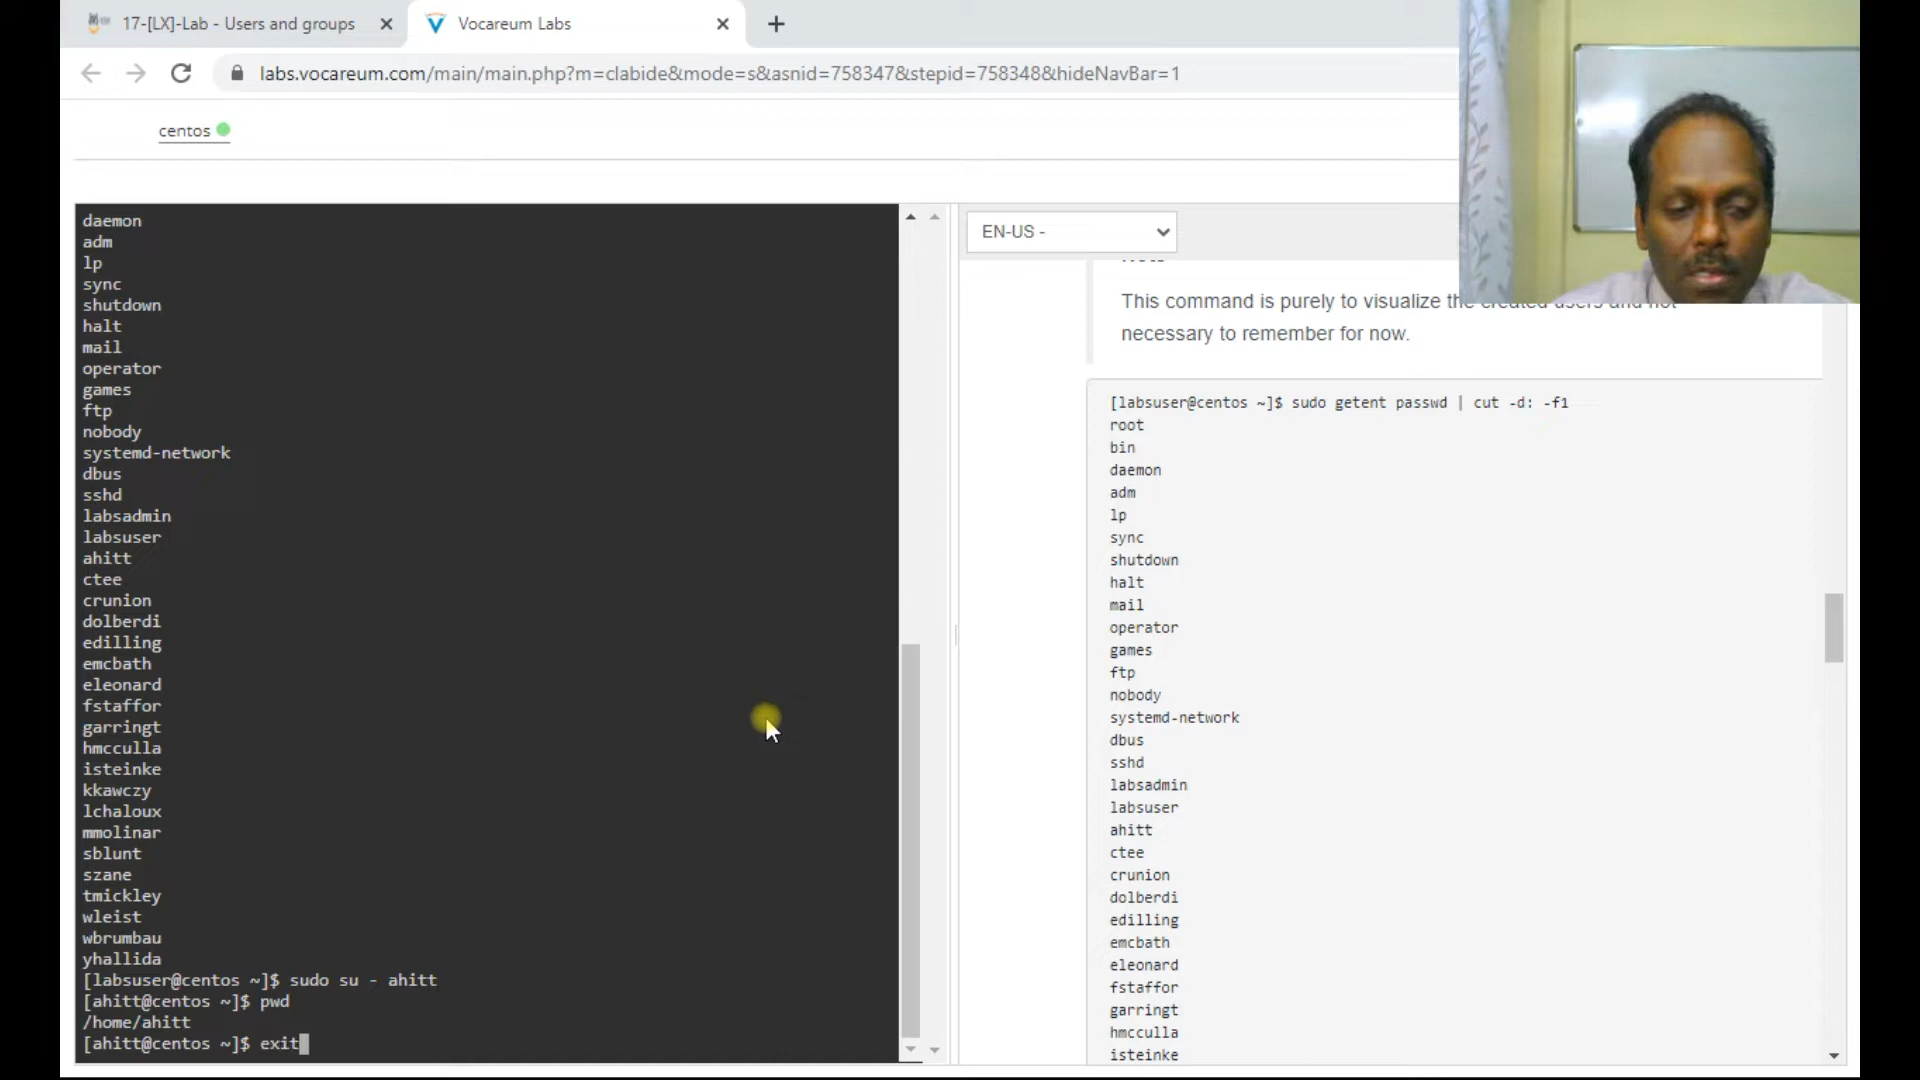 17-[LX]-Lab - Users and groups
Vocareum Labs
labs.vocareum.com/main/main.php?m=clabide&mode=s&asnid=758347&stepid=758348&hideNavBar=1
centos
daemon
adm
lp
sync
shutdown
halt
mail
operator
games
ftp
nobody
systemd-network
dbus
sshd
labsadmin
labsuser
ahitt
ctee
crunion
dolberdi
edilling
emcbath
eleonard
fstaffor
garringt
hmcculla
isteinke
kkawczy
lchaloux
mmolinar
sblunt
szane
tmickley
wleist
wbrumbau
yhallida
[labsuser@centos ~]$ sudo su - ahitt
[ahitt@centos ~]$ pwd
/home/ahitt
[ahitt@centos ~]$ exit
EN-US -
This command is purely to visualize the created users and not
necessary to remember for now.
[labsuser@centos ~]$ sudo getent passwd | cut -d: -f1
root
bin
daemon
adm
lp
sync
shutdown
halt
mail
operator
games
ftp
nobody
systemd-network
dbus
sshd
labsadmin
labsuser
ahitt
ctee
crunion
dolberdi
edilling
emcbath
eleonard
fstaffor
garringt
hmcculla
isteinke